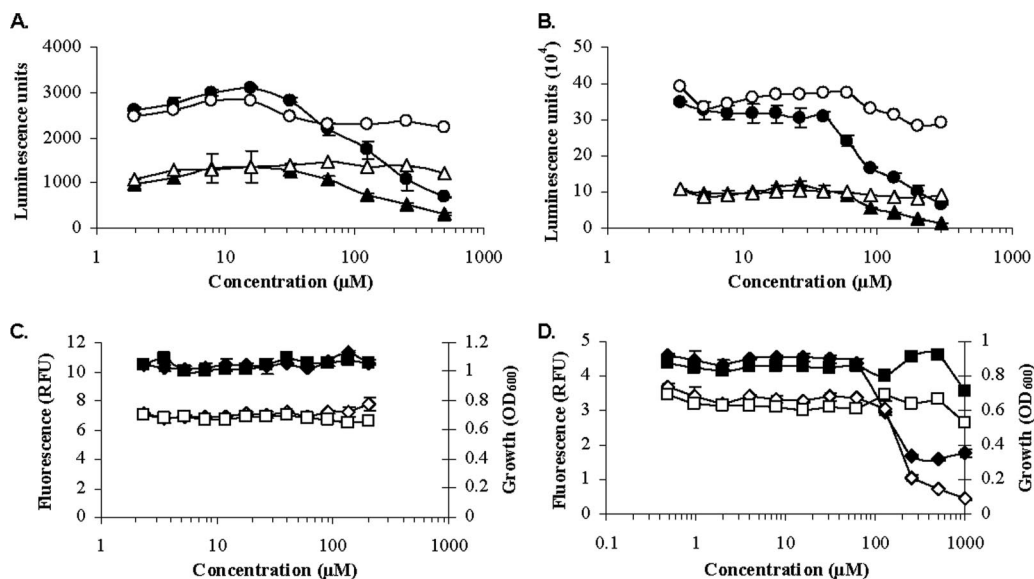 A.
Luminescence units
4000
3000
2000
1000
0
1 10 100 1000
Concentration (µM)
B.
Luminescence units (10⁴)
50
40
30
20
10
0
1 10 100 1000
Concentration (µM)
C.
Fluorescence (RFU)
12
10
8
6
4
2
0
1.2
1
0.8
0.6
0.4
0.2
0
Growth (OD₆₀₀)
1 10 100 1000
Concentration (µM)
D.
Fluorescence (RFU)
5
4
3
2
1
0
1
0.8
0.6
0.4
0.2
0
Growth (OD₆₀₀)
0.1 1 10 100 1000
Concentration (µM)